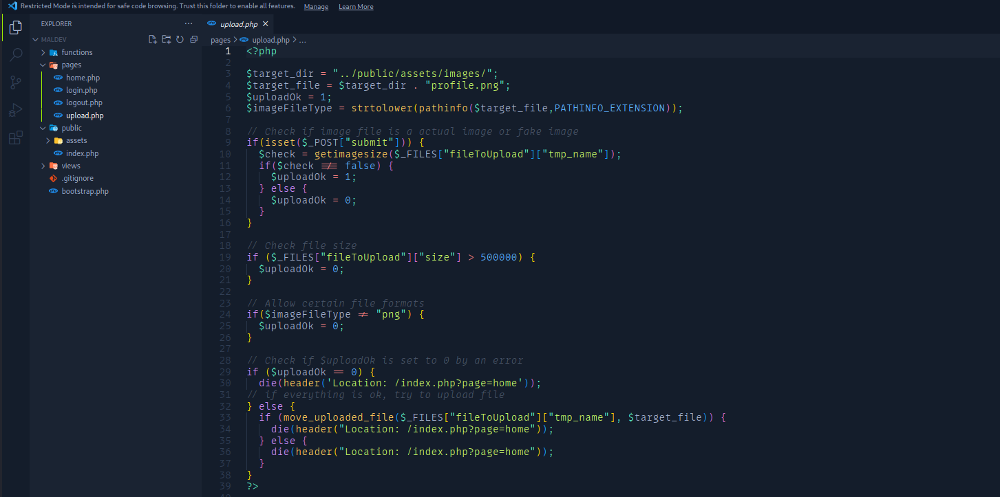 Restricted Mode is intended for safe code browsing. Trust this folder to enable all features. Manage Learn More
EXPLORER
MALDEV
functions
pages
home.php
login.php
logout.php
upload.php
public
assets
index.php
views
.gitignore
bootstrap.php
upload.php
pages > upload.php > ...
1 <?php
2
3 $target_dir = "../public/assets/images/";
4 $target_file = $target_dir . "profile.png";
5 $uploadOk = 1;
6 $imageFileType = strtolower(pathinfo($target_file,PATHINFO_EXTENSION));
7
8 // Check if image file is a actual image or fake image
9 if(isset($_POST["submit"])) {
10   $check = getimagesize($_FILES["fileToUpload"]["tmp_name"]);
11   if($check !== false) {
12     $uploadOk = 1;
13   } else {
14     $uploadOk = 0;
15   }
16 }
17
18 // Check file size
19 if ($_FILES["fileToUpload"]["size"] > 500000) {
20   $uploadOk = 0;
21 }
22
23 // Allow certain file formats
24 if($imageFileType != "png") {
25   $uploadOk = 0;
26 }
27
28 // Check if $uploadOk is set to 0 by an error
29 if ($uploadOk == 0) {
30   die(header('Location: /index.php?page=home'));
31 // if everything is ok, try to upload file
32 } else {
33   if (move_uploaded_file($_FILES["fileToUpload"]["tmp_name"], $target_file)) {
34     die(header("Location: /index.php?page=home"));
35   } else {
36     die(header("Location: /index.php?page=home"));
37   }
38 }
39 ?>